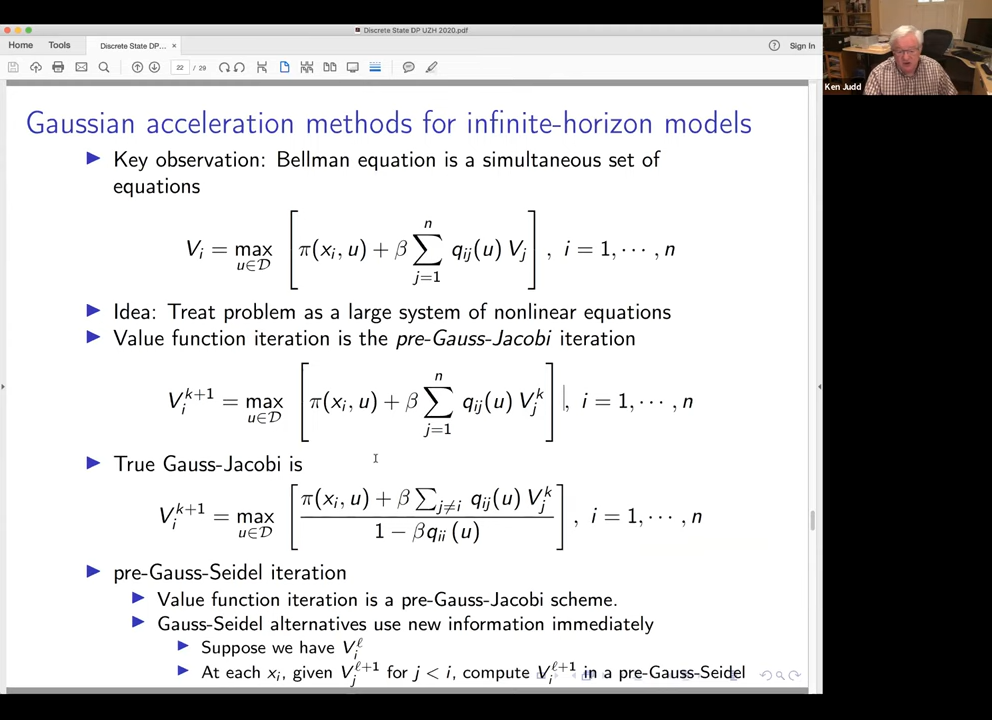 Discrete State DP UZH 2020.pdf
Home Tools Discrete State DP... × ? Sign In
22 / 29
Ken Judd
Gaussian acceleration methods for infinite-horizon models
Key observation: Bellman equation is a simultaneous set of
equations
V_i = max_{u∈𝒟} [ π(x_i, u) + β ∑_{j=1}^{n} q_{ij}(u) V_j ] , i = 1, ··· , n
Idea: Treat problem as a large system of nonlinear equations
Value function iteration is the pre-Gauss-Jacobi iteration
V_i^{k+1} = max_{u∈𝒟} [ π(x_i, u) + β ∑_{j=1}^{n} q_{ij}(u) V_j^k ] , i = 1, ··· , n
True Gauss-Jacobi is
V_i^{k+1} = max_{u∈𝒟} [ (π(x_i, u) + β ∑_{j≠i} q_{ij}(u) V_j^k) / (1 − βq_{ii} (u)) ] , i = 1, ··· , n
pre-Gauss-Seidel iteration
Value function iteration is a pre-Gauss-Jacobi scheme.
Gauss-Seidel alternatives use new information immediately
Suppose we have V_i^ℓ
At each x_i, given V_j^{ℓ+1} for j < i, compute V_i^{ℓ+1} in a pre-Gauss-Seidel